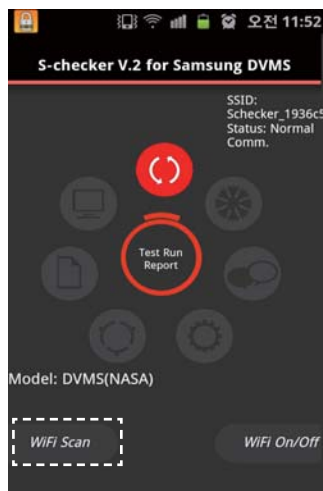 오전 11:52
S-checker V.2 for Samsung DVMS
SSID:
Schecker_1936c5
Status: Normal
Comm.
Test Run
Report
Model: DVMS(NASA)
WiFi Scan
WiFi On/Off